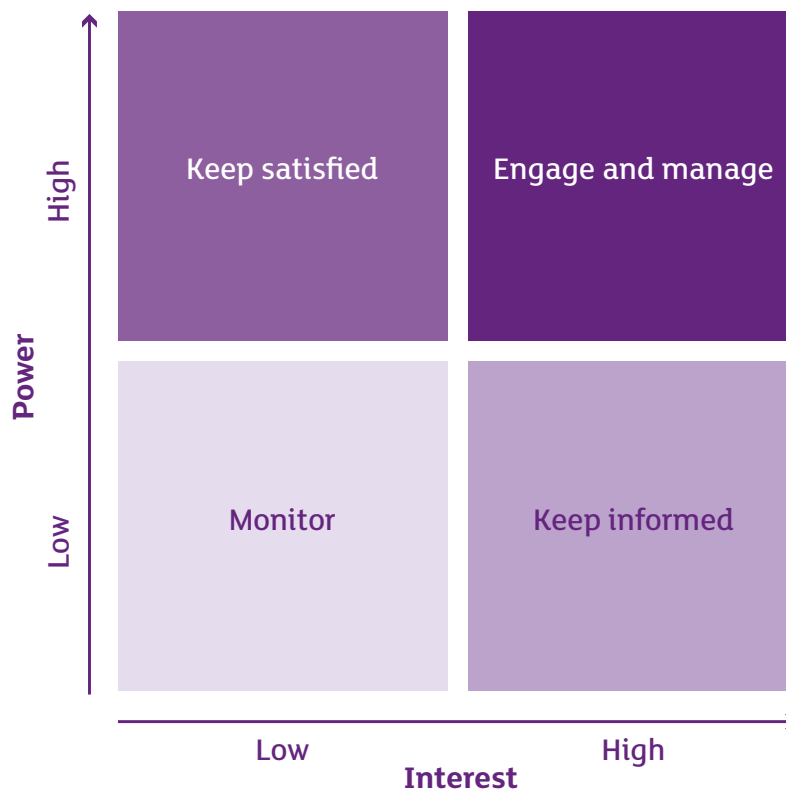 High
Keep satisfied
Engage and manage
Power
Low
Monitor
Keep informed
Low
High
Interest